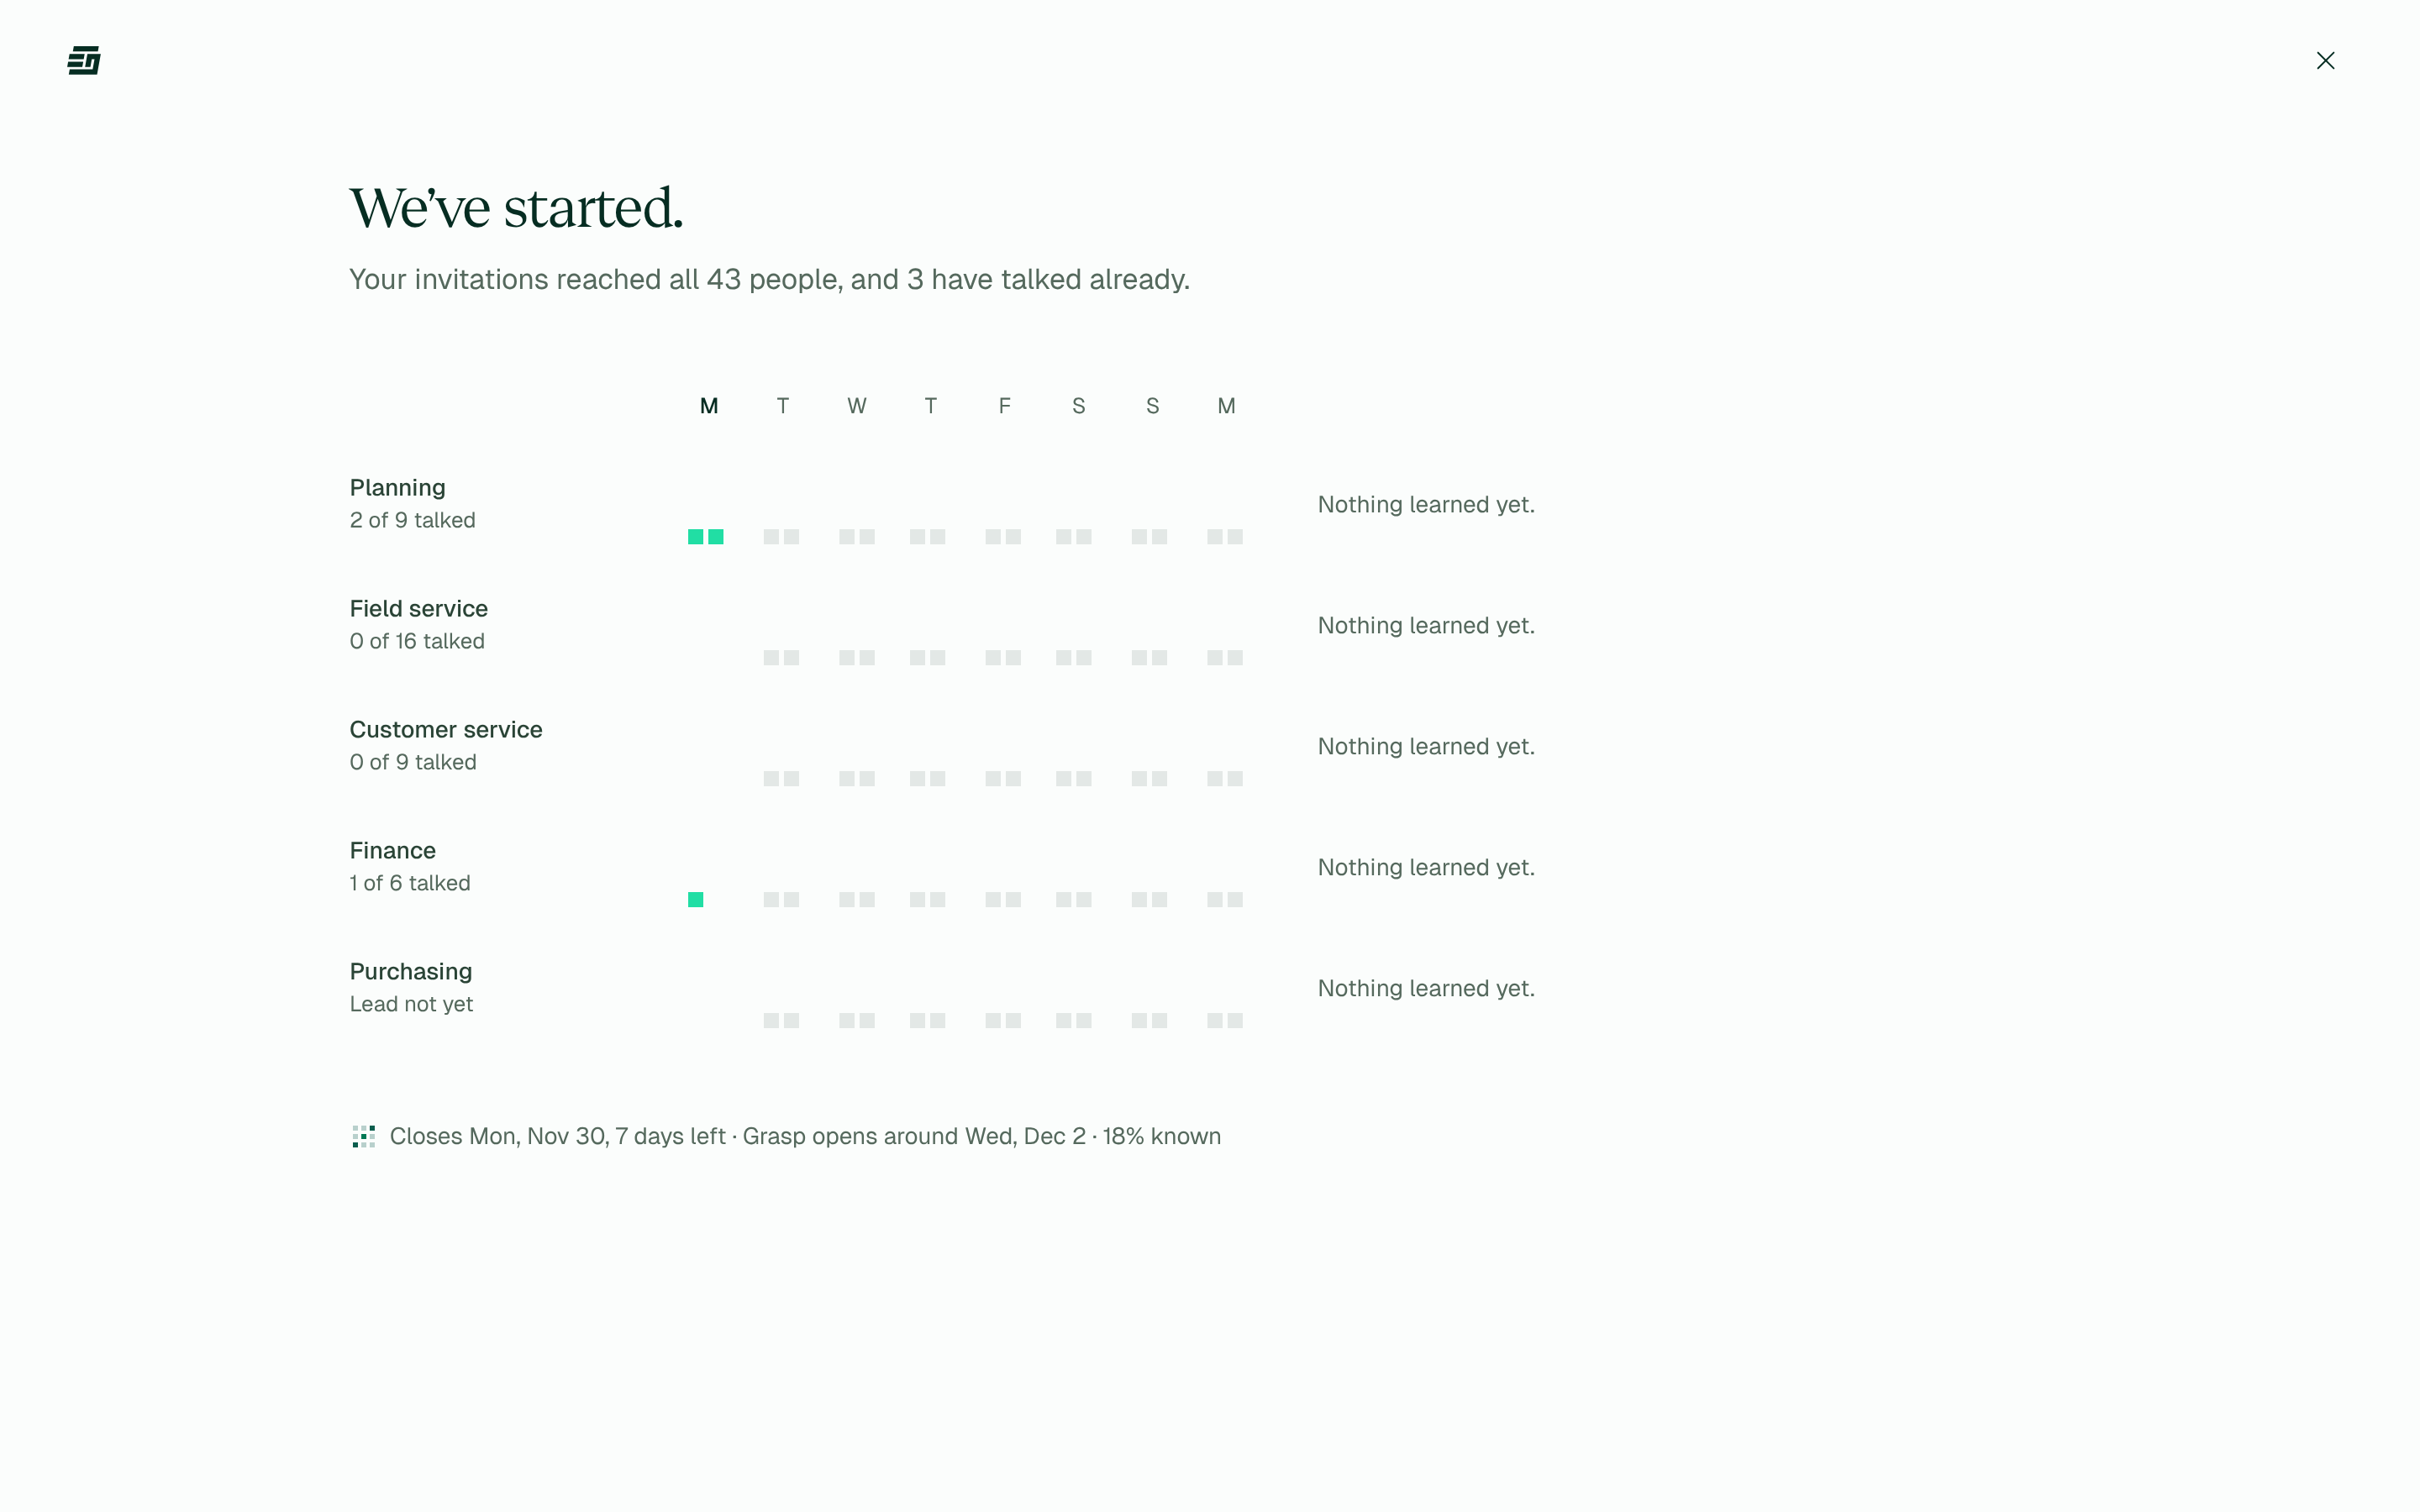 We’ve started.
Your invitations reached all 43 people, and 3 have talked already.
M T W T F S S M
Planning
2 of 9 talked
Nothing learned yet.
Field service
0 of 16 talked
Nothing learned yet.
Customer service
0 of 9 talked
Nothing learned yet.
Finance
1 of 6 talked
Nothing learned yet.
Purchasing
Lead not yet
Nothing learned yet.
Closes Mon, Nov 30, 7 days left · Grasp opens around Wed, Dec 2 · 18% known